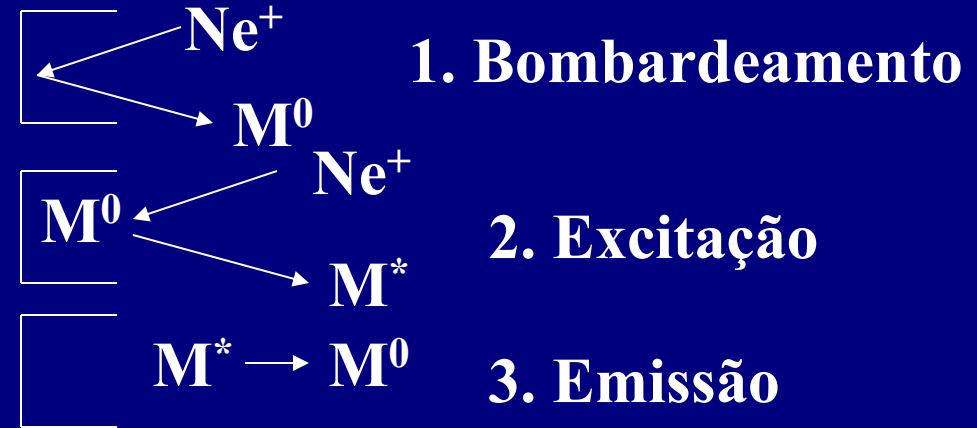 Ne⁺
1. Bombardeamento
M⁰
Ne⁺
M⁰
2. Excitação
M*
M* → M⁰
3. Emissão